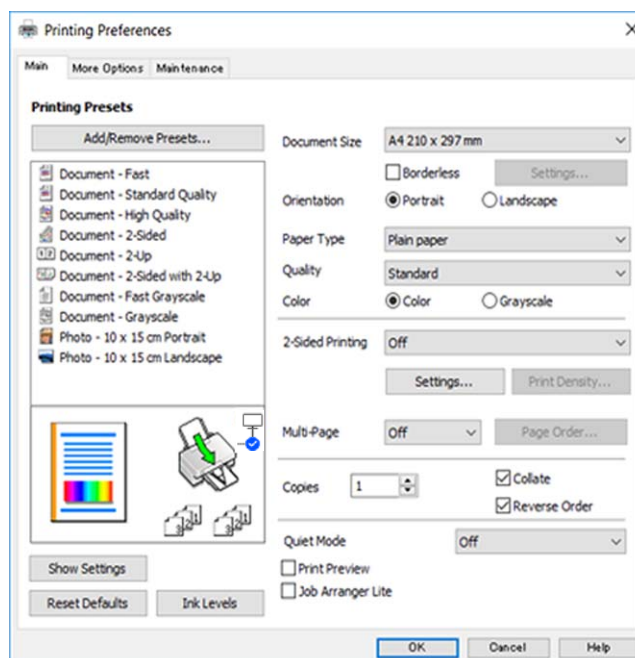 Printing Preferences
Main More Options Maintenance
Printing Presets
Add/Remove Presets...
Document - Fast
Document - Standard Quality
Document - High Quality
Document - 2-Sided
Document - 2-Up
Document - 2-Sided with 2-Up
Document - Fast Grayscale
Document - Grayscale
Photo - 10 x 15 cm Portrait
Photo - 10 x 15 cm Landscape
Show Settings
Reset Defaults Ink Levels
Document Size A4 210 x 297 mm
Borderless Settings...
Orientation Portrait Landscape
Paper Type Plain paper
Quality Standard
Color Color Grayscale
2-Sided Printing Off
Settings... Print Density...
Multi-Page Off Page Order...
Copies 1 Collate
Reverse Order
Quiet Mode Off
Print Preview
Job Arranger Lite
OK Cancel Help